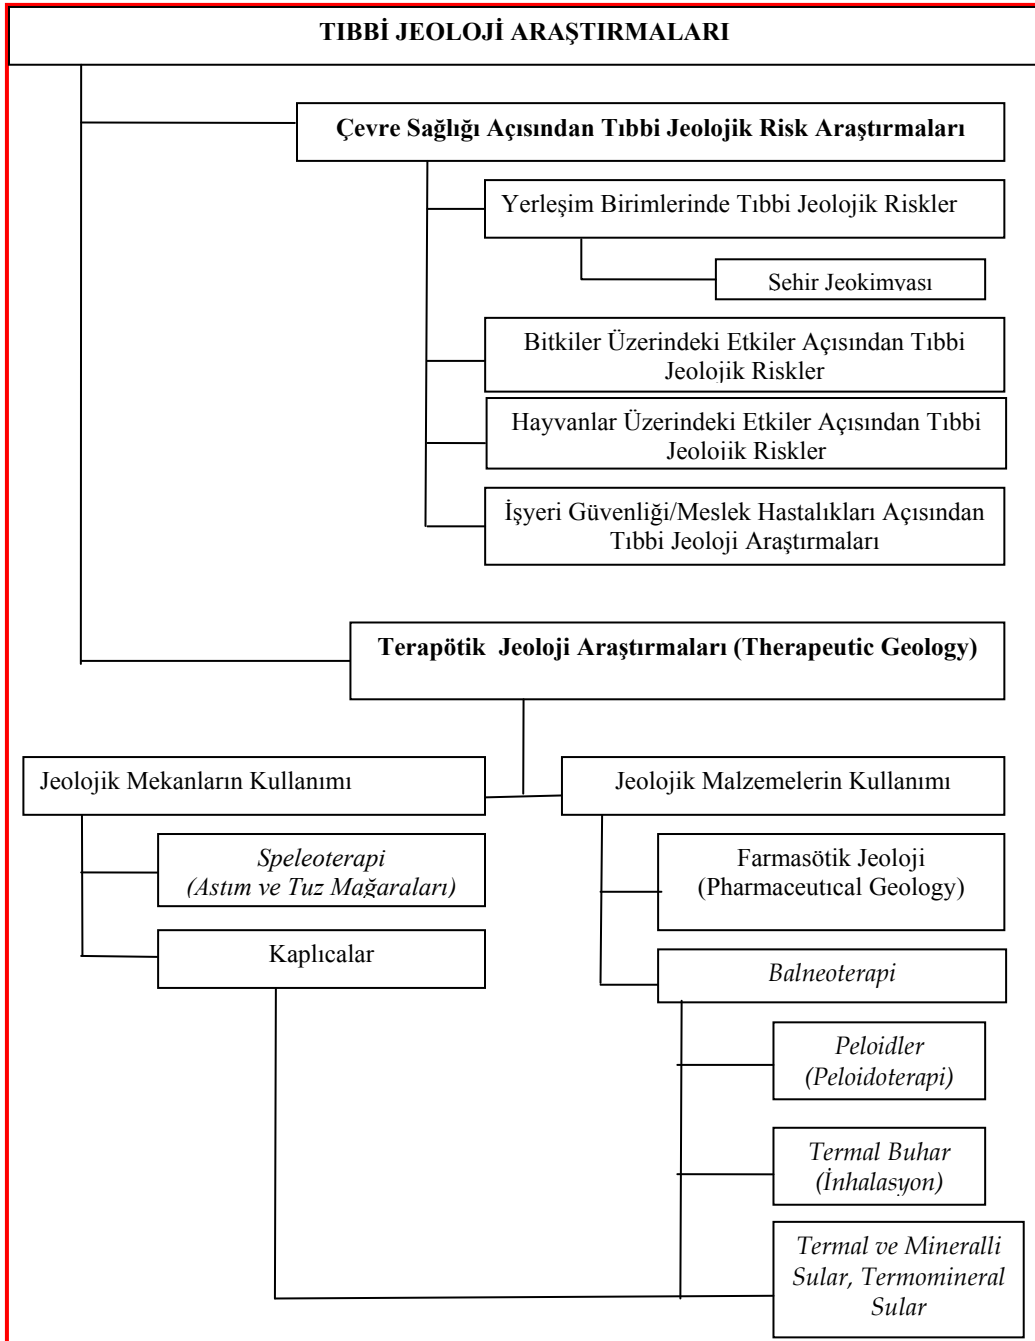 TIBBİ JEOLOJİ ARAŞTIRMALARI
Çevre Sağlığı Açısından Tıbbi Jeolojik Risk Araştırmaları
Yerleşim Birimlerinde Tıbbi Jeolojik Riskler
Şehir Jeokimyası
Bitkiler Üzerindeki Etkiler Açısından Tıbbi
Jeolojik Riskler
Hayvanlar Üzerindeki Etkiler Açısından Tıbbi
Jeolojik Riskler
İşyeri Güvenliği/Meslek Hastalıkları Açısından
Tıbbi Jeoloji Araştırmaları
Terapötik Jeoloji Araştırmaları (Therapeutic Geology)
Jeolojik Mekanların Kullanımı
Jeolojik Malzemelerin Kullanımı
Speleoterapi
(Astım ve Tuz Mağaraları)
Farmasötik Jeoloji
(Pharmaceutıcal Geology)
Kaplıcalar
Balneoterapi
Peloidler
(Peloidoterapi)
Termal Buhar
(İnhalasyon)
Termal ve Mineralli
Sular, Termomineral
Sular